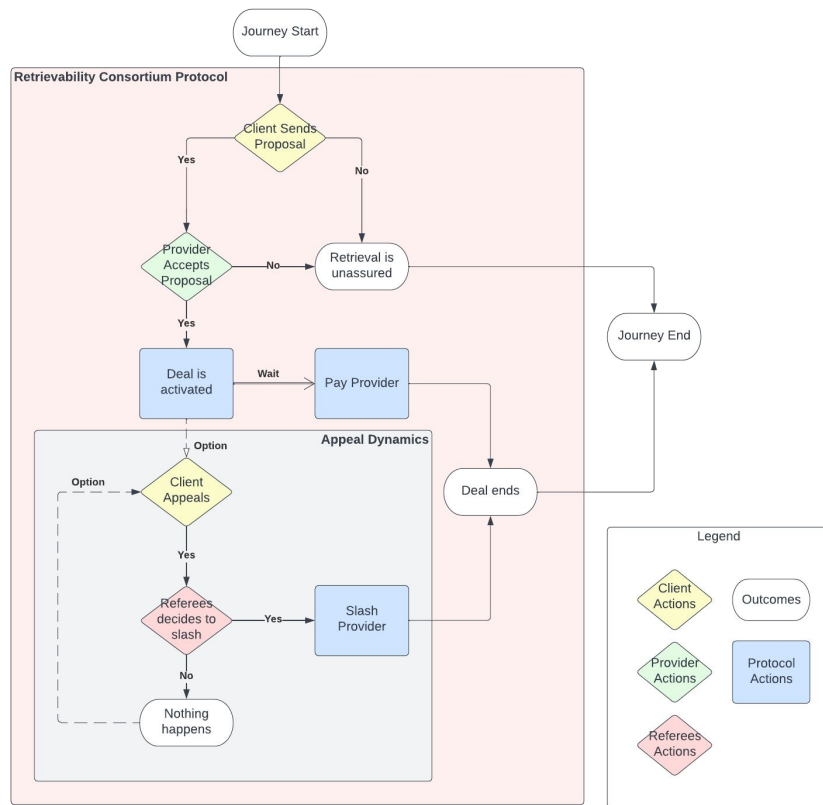 Journey Start
Retrievability Consortium Protocol
Client Sends
Proposal
Yes
No
Provider
Accepts
Proposal
No
Retrieval is
unassured
Yes
Journey End
Deal is
activated
Wait
Pay Provider
Option
Appeal Dynamics
Option
Client
Appeals
Deal ends
Yes
Referees
decides to
slash
Yes
Slash
Provider
No
Nothing
happens
Legend
Client
Actions
Outcomes
Provider
Actions
Protocol
Actions
Referees
Actions